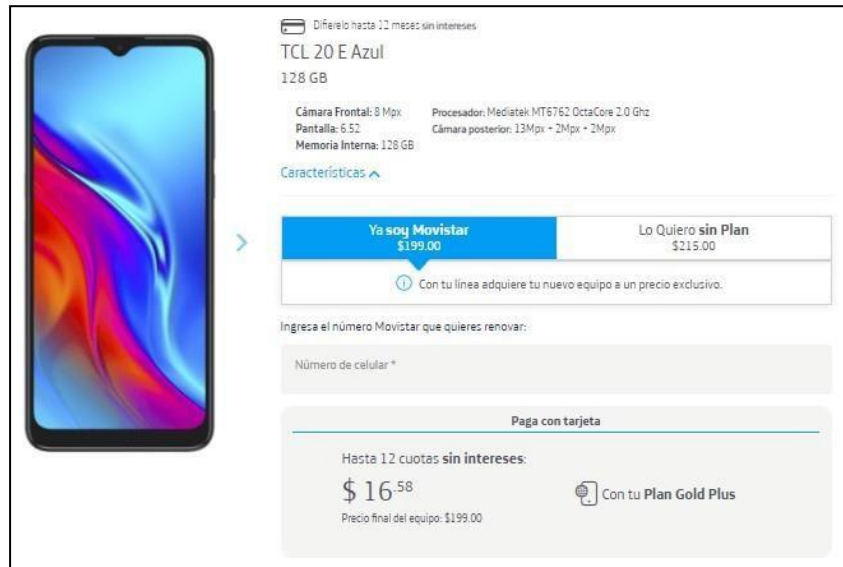 Difierelo hasta 12 meses sin intereses
TCL 20 E Azul
128 GB
Cámara Frontal: 8 Mpx
Procesador: Mediatek MT6762 OctaCore 2.0 Ghz
Pantalla: 6.52
Cámara posterior: 13Mpx + 2Mpx + 2Mpx
Memoria Interna: 128 GB
Características
Ya soy Movistar
$199.00
Lo Quiero sin Plan
$215.00
Con tu línea adquiere tu nuevo equipo a un precio exclusivo.
Ingresa el número Movistar que quieres renovar:
Número de celular *
Paga con tarjeta
Hasta 12 cuotas sin intereses:
$ 16.58
Con tu Plan Gold Plus
Precio final del equipo: $199.00